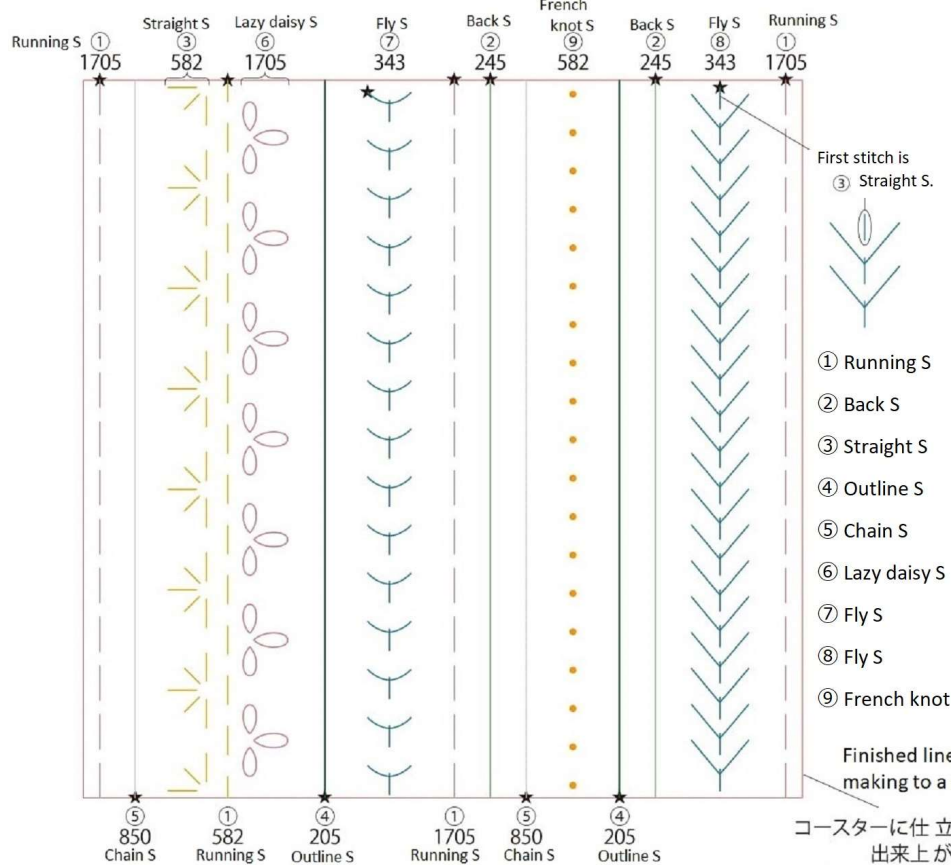 Running S ① 1705
Straight S ③ 582
Lazy daisy S ⑥ 1705
Fly S ⑦ 343
Back S ② 245
French knot S ⑨ 582
Back S ② 245
Fly S ⑧ 343
Running S ① 1705
First stitch is
③ Straight S.
① Running S
② Back S
③ Straight S
④ Outline S
⑤ Chain S
⑥ Lazy daisy S
⑦ Fly S
⑧ Fly S
⑨ French knot
Finished line
making to a
コースターに仕立
出来上が
⑤ 850 Chain S
① 582 Running S
④ 205 Outline S
① 1705 Running S
⑤ 850 Chain S
④ 205 Outline S